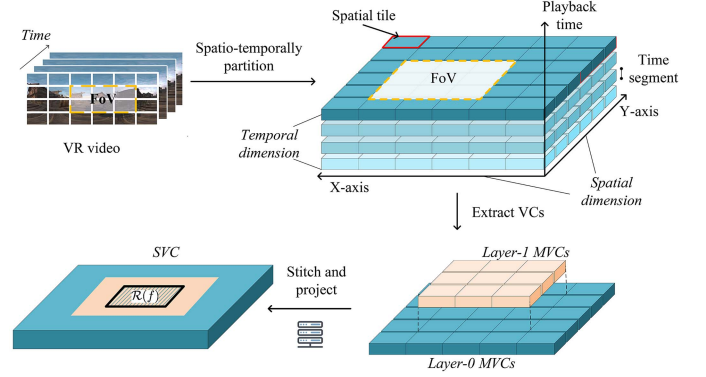 Time
FoV
VR video
Spatio-temporally
partition
Spatial tile
Playback
time
FoV
Time
segment
Y-axis
Temporal
dimension
X-axis
Spatial
dimension
Extract VCs
SVC
R(f)
Stitch and
project
Layer-1 MVCs
Layer-0 MVCs